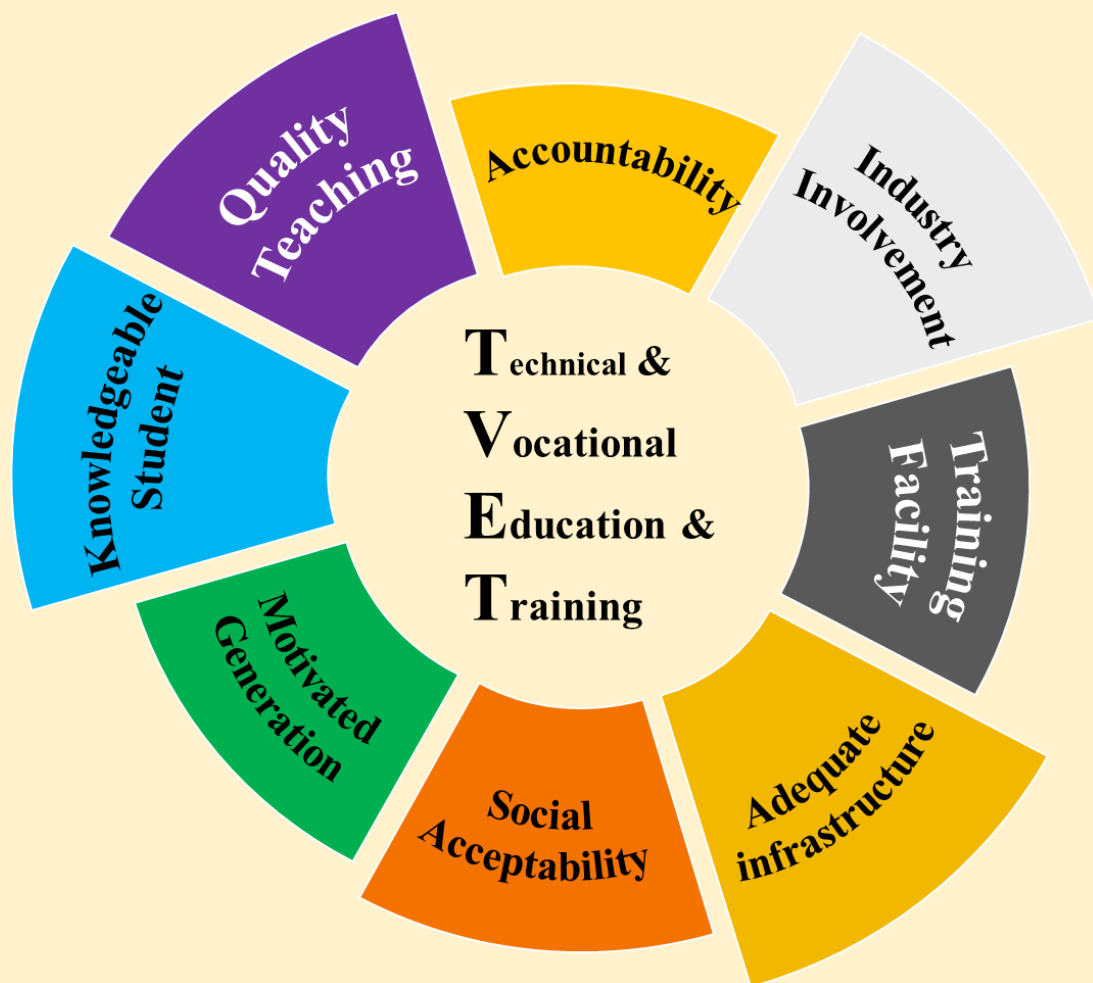 Quality
Teaching
Accountability
Industry
Involvement
Training
Facility
Adequate
infrastructure
Social
Acceptability
Motivated
Generation
Knowledgeable
Student
Technical &
Vocational
Education &
Training